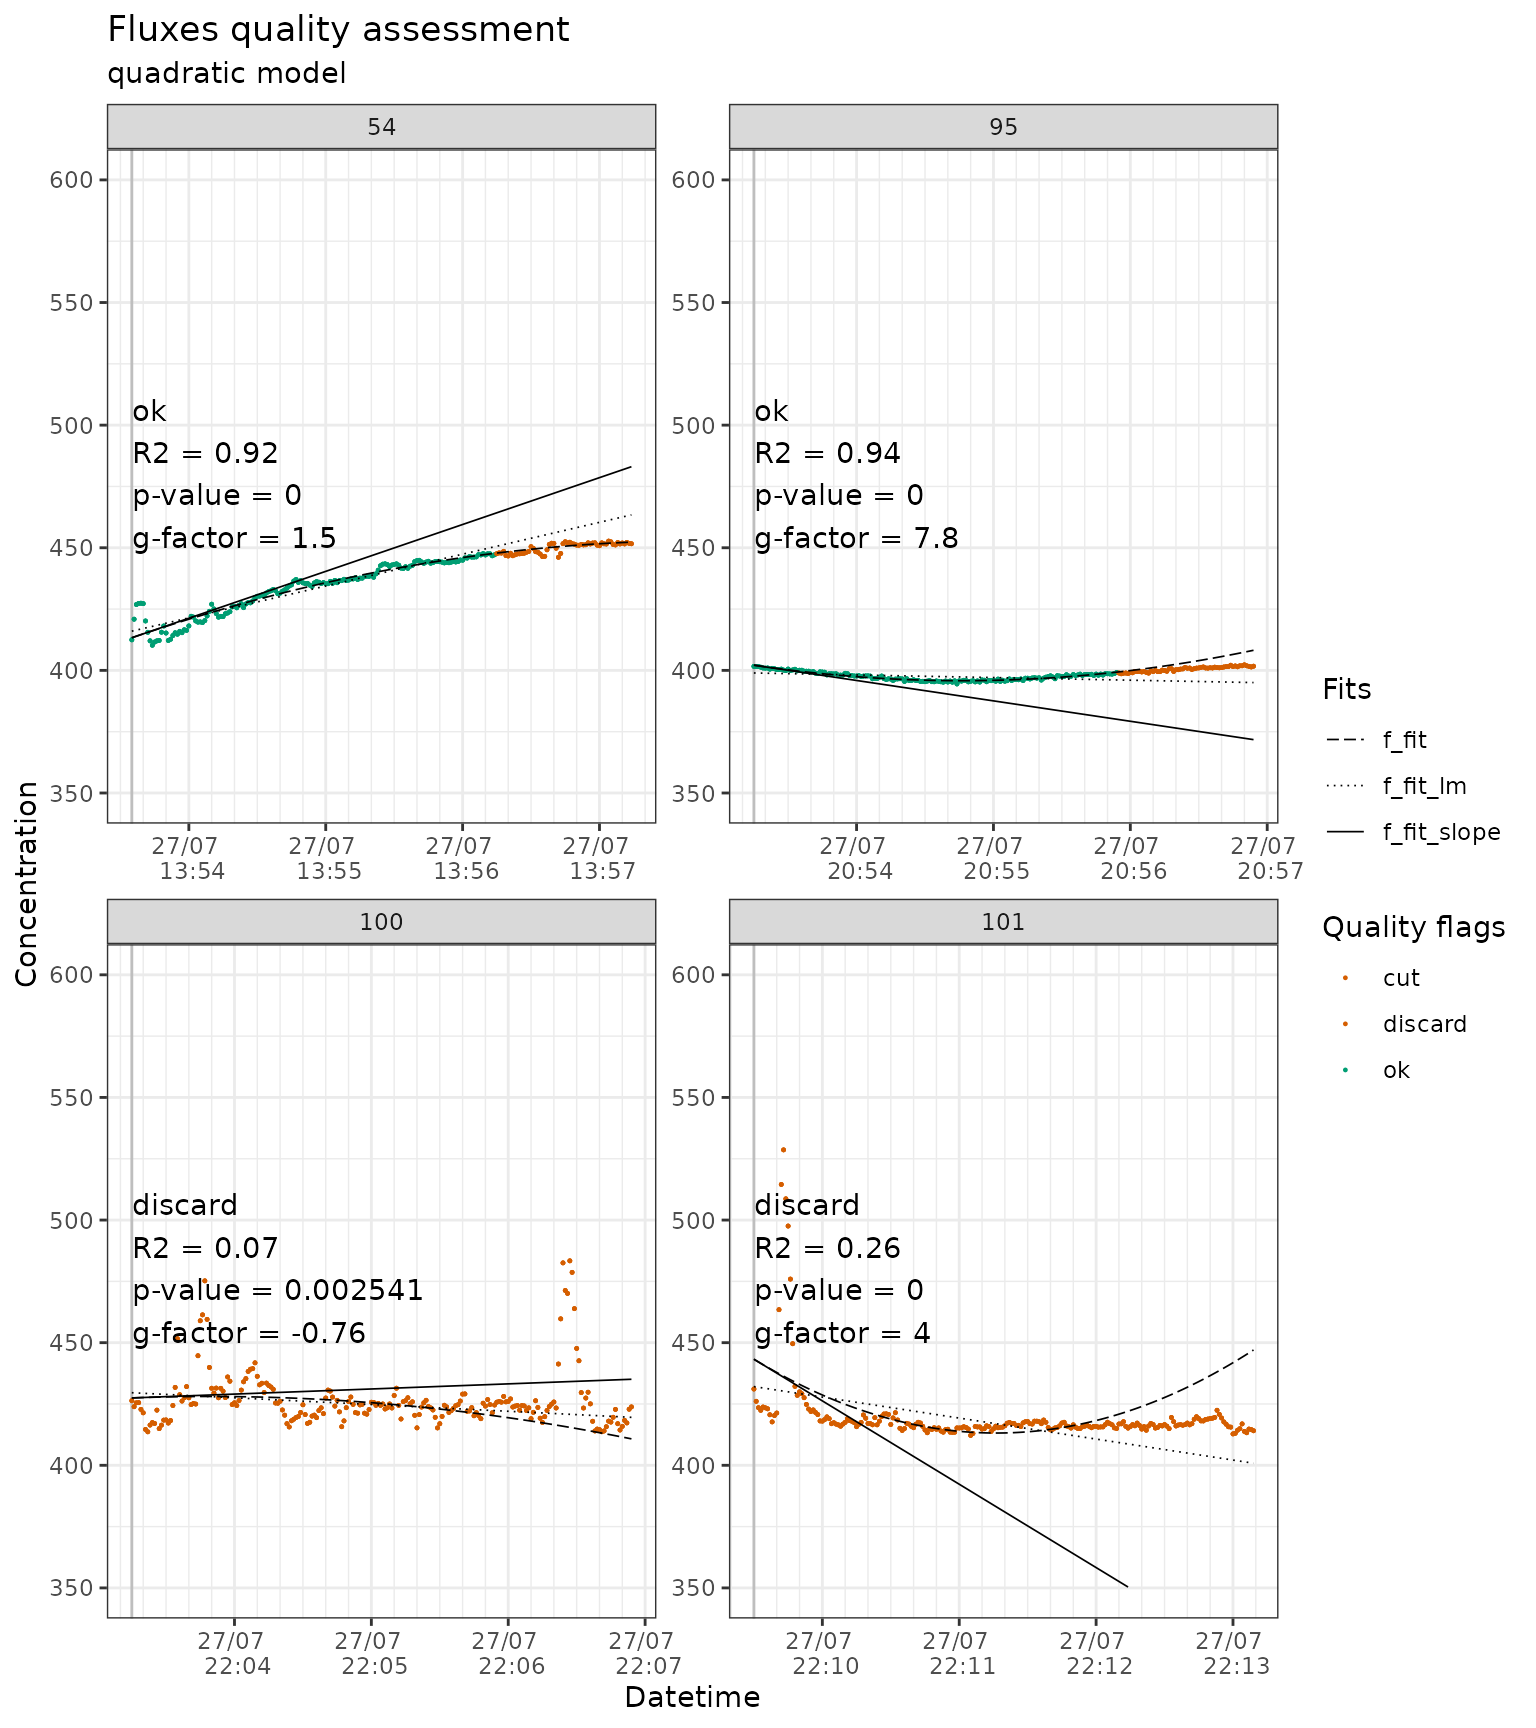 Fluxes quality assessment
quadratic model
54
95
600
550
500
450
400
350
ok
R2 = 0.92
p-value = 0
g-factor = 1.5
27/07
13:54
27/07
13:55
27/07
13:56
27/07
13:57
600
550
500
450
400
350
ok
R2 = 0.94
p-value = 0
g-factor = 7.8
27/07
20:54
27/07
20:55
27/07
20:56
27/07
20:57
100
101
600
550
500
450
400
350
discard
R2 = 0.07
p-value = 0.002541
g-factor = -0.76
27/07
22:04
27/07
22:05
27/07
22:06
27/07
22:07
600
550
500
450
400
350
discard
R2 = 0.26
p-value = 0
g-factor = 4
27/07
22:10
27/07
22:11
27/07
22:12
27/07
22:13
Concentration
Datetime
Fits
f_fit
f_fit_lm
f_fit_slope
Quality flags
cut
discard
ok